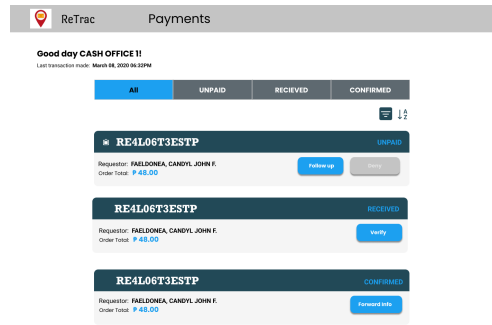 ReTrac Payments
Good day CASH OFFICE 1!
Last transaction made: March 08, 2020 06:32PM
All UNPAID RECIEVED CONFIRMED
RE4L06T3ESTP UNPAID
Requestor: FAELDONEA, CANDYL JOHN F.
Order Total: ₱ 48.00
Follow up
RE4L06T3ESTP RECEIVED
Requestor: FAELDONEA, CANDYL JOHN F.
Order Total: ₱ 48.00
Verify
RE4L06T3ESTP CONFIRMED
Requestor: FAELDONEA, CANDYL JOHN F.
Order Total: ₱ 48.00
Forward Info